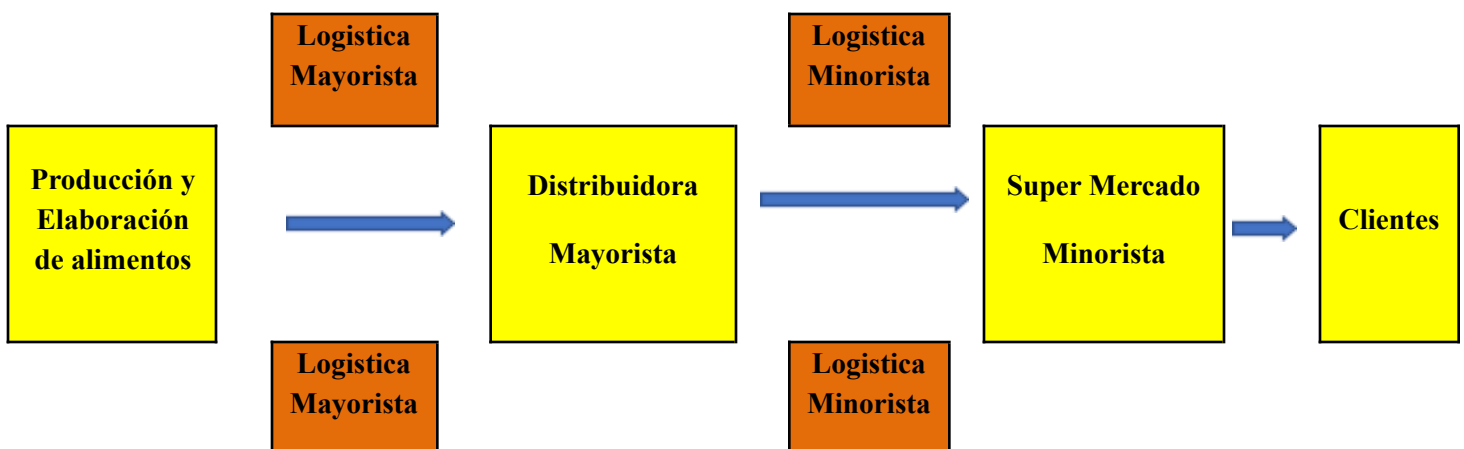 Logistica
Mayorista
Logistica
Minorista
Producción y
Elaboración
de alimentos
Distribuidora
Mayorista
Super Mercado
Minorista
Clientes
Logistica
Mayorista
Logistica
Minorista